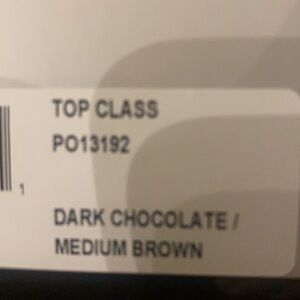 TOP CLASS
PO13192
1
DARK CHOCOLATE /
MEDIUM BROWN